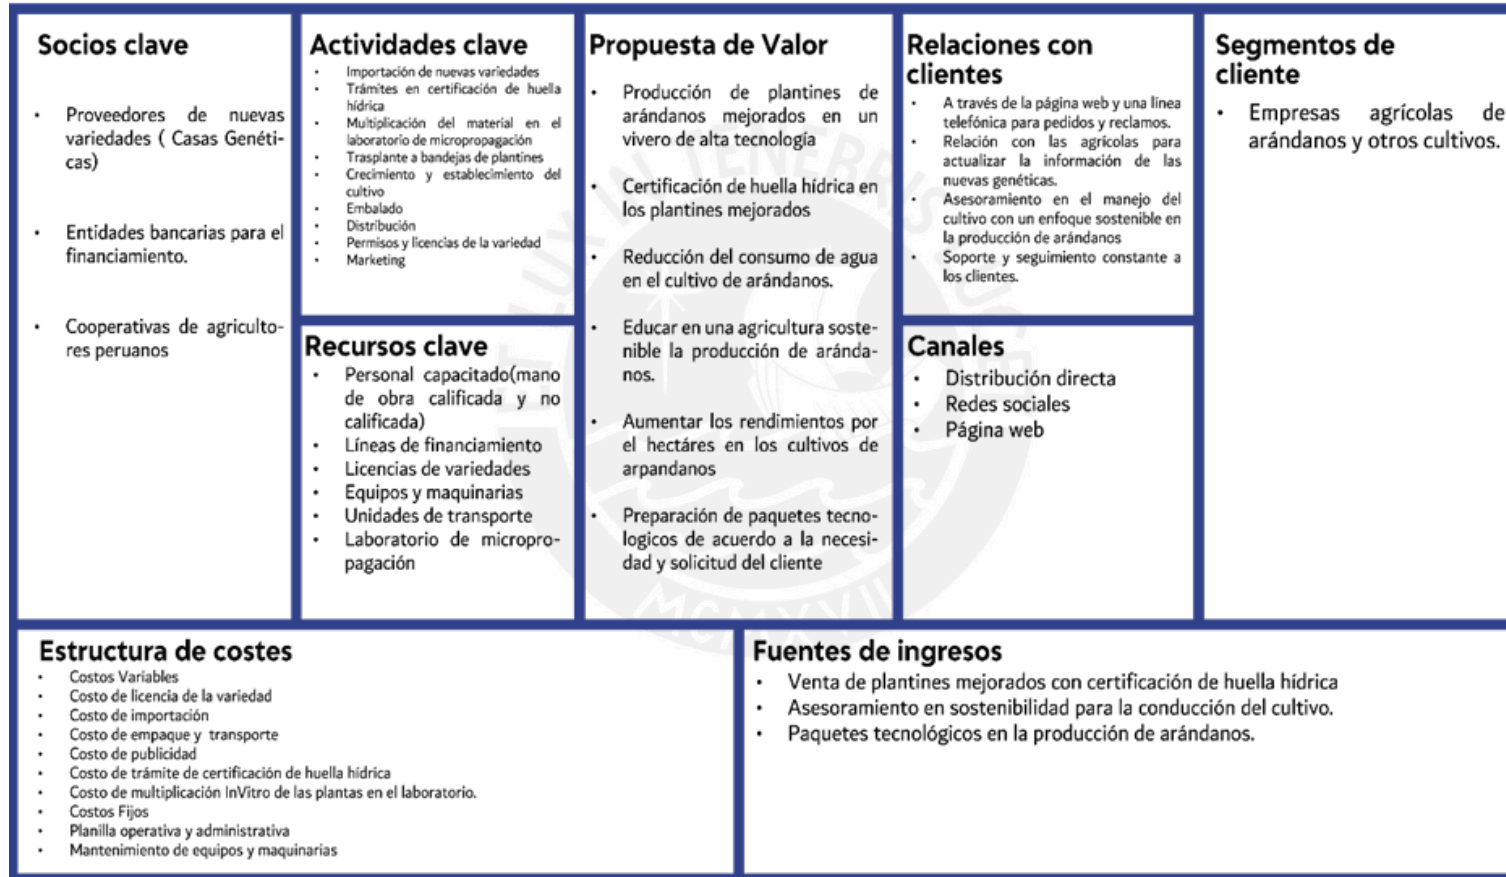 Socios clave
• Proveedores de nuevas
variedades ( Casas Genéti-
cas)
• Entidades bancarias para el
financiamiento.
• Cooperativas de agriculto-
res peruanos
Actividades clave
• Importación de nuevas variedades
• Trámites en certificación de huella
hídrica
• Multiplicación del material en el
laboratorio de micropropagación
• Trasplante a bandejas de plantines
• Crecimiento y establecimiento del
cultivo
• Embalado
• Distribución
• Permisos y licencias de la variedad
• Marketing
Recursos clave
• Personal capacitado(mano
de obra calificada y no
calificada)
• Líneas de financiamiento
• Licencias de variedades
• Equipos y maquinarias
• Unidades de transporte
• Laboratorio de micropro-
pagación
Propuesta de Valor
• Producción de plantines de
arándanos mejorados en un
vivero de alta tecnología
• Certificación de huella hídrica en
los plantines mejorados
• Reducción del consumo de agua
en el cultivo de arándanos.
• Educar en una agricultura soste-
nible la producción de aránda-
nos.
• Aumentar los rendimientos por
el hectáres en los cultivos de
arpandanos
• Preparación de paquetes tecno-
logicos de acuerdo a la necesi-
dad y solicitud del cliente
Relaciones con
clientes
• A través de la página web y una línea
telefónica para pedidos y reclamos.
• Relación con las agrícolas para
actualizar la información de las
nuevas genéticas.
• Asesoramiento en el manejo del
cultivo con un enfoque sostenible en
la producción de arándanos
• Soporte y seguimiento constante a
los clientes.
Canales
• Distribución directa
• Redes sociales
• Página web
Segmentos de
cliente
• Empresas agrícolas de
arándanos y otros cultivos.
Estructura de costes
• Costos Variables
• Costo de licencia de la variedad
• Costo de importación
• Costo de empaque y transporte
• Costo de publicidad
• Costo de trámite de certificación de huella hídrica
• Costo de multiplicación InVitro de las plantas en el laboratorio.
• Costos Fijos
• Planilla operativa y administrativa
• Mantenimiento de equipos y maquinarias
Fuentes de ingresos
• Venta de plantines mejorados con certificación de huella hídrica
• Asesoramiento en sostenibilidad para la conducción del cultivo.
• Paquetes tecnológicos en la producción de arándanos.
ET LUX IN TENEBRIS LUCET
MCMXVII